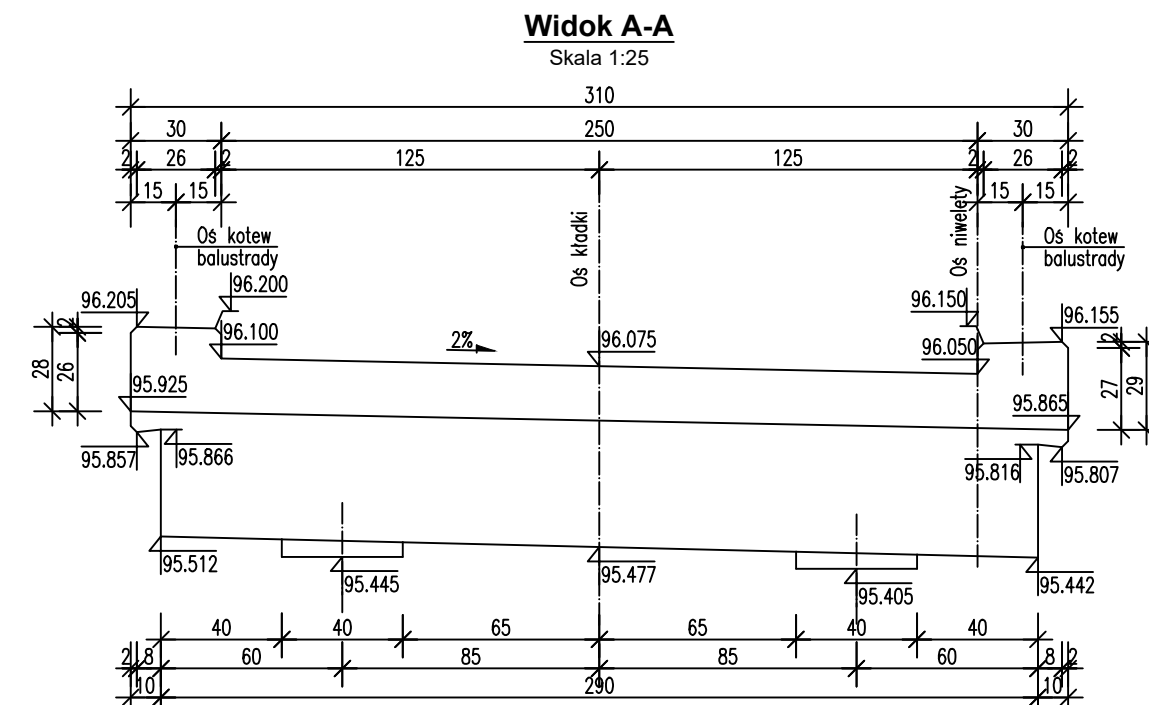 Widok A-A
Skala 1:25
310
30 250 30
2 26 2 125 125 2 26 2
15 15 15 15
Oś kotew
balustrady
Oś kładki
Oś niwelety
Oś kotew
balustrady
96.205 96.200 96.150 96.155
96.100 2% 96.075 96.050
2 28 26 2 27 29
95.925 95.865
95.857 95.866 95.816 95.807
95.512 95.445 95.477 95.405 95.442
40 40 65 65 40 40
2 8 60 85 85 60 8 2
10 290 10